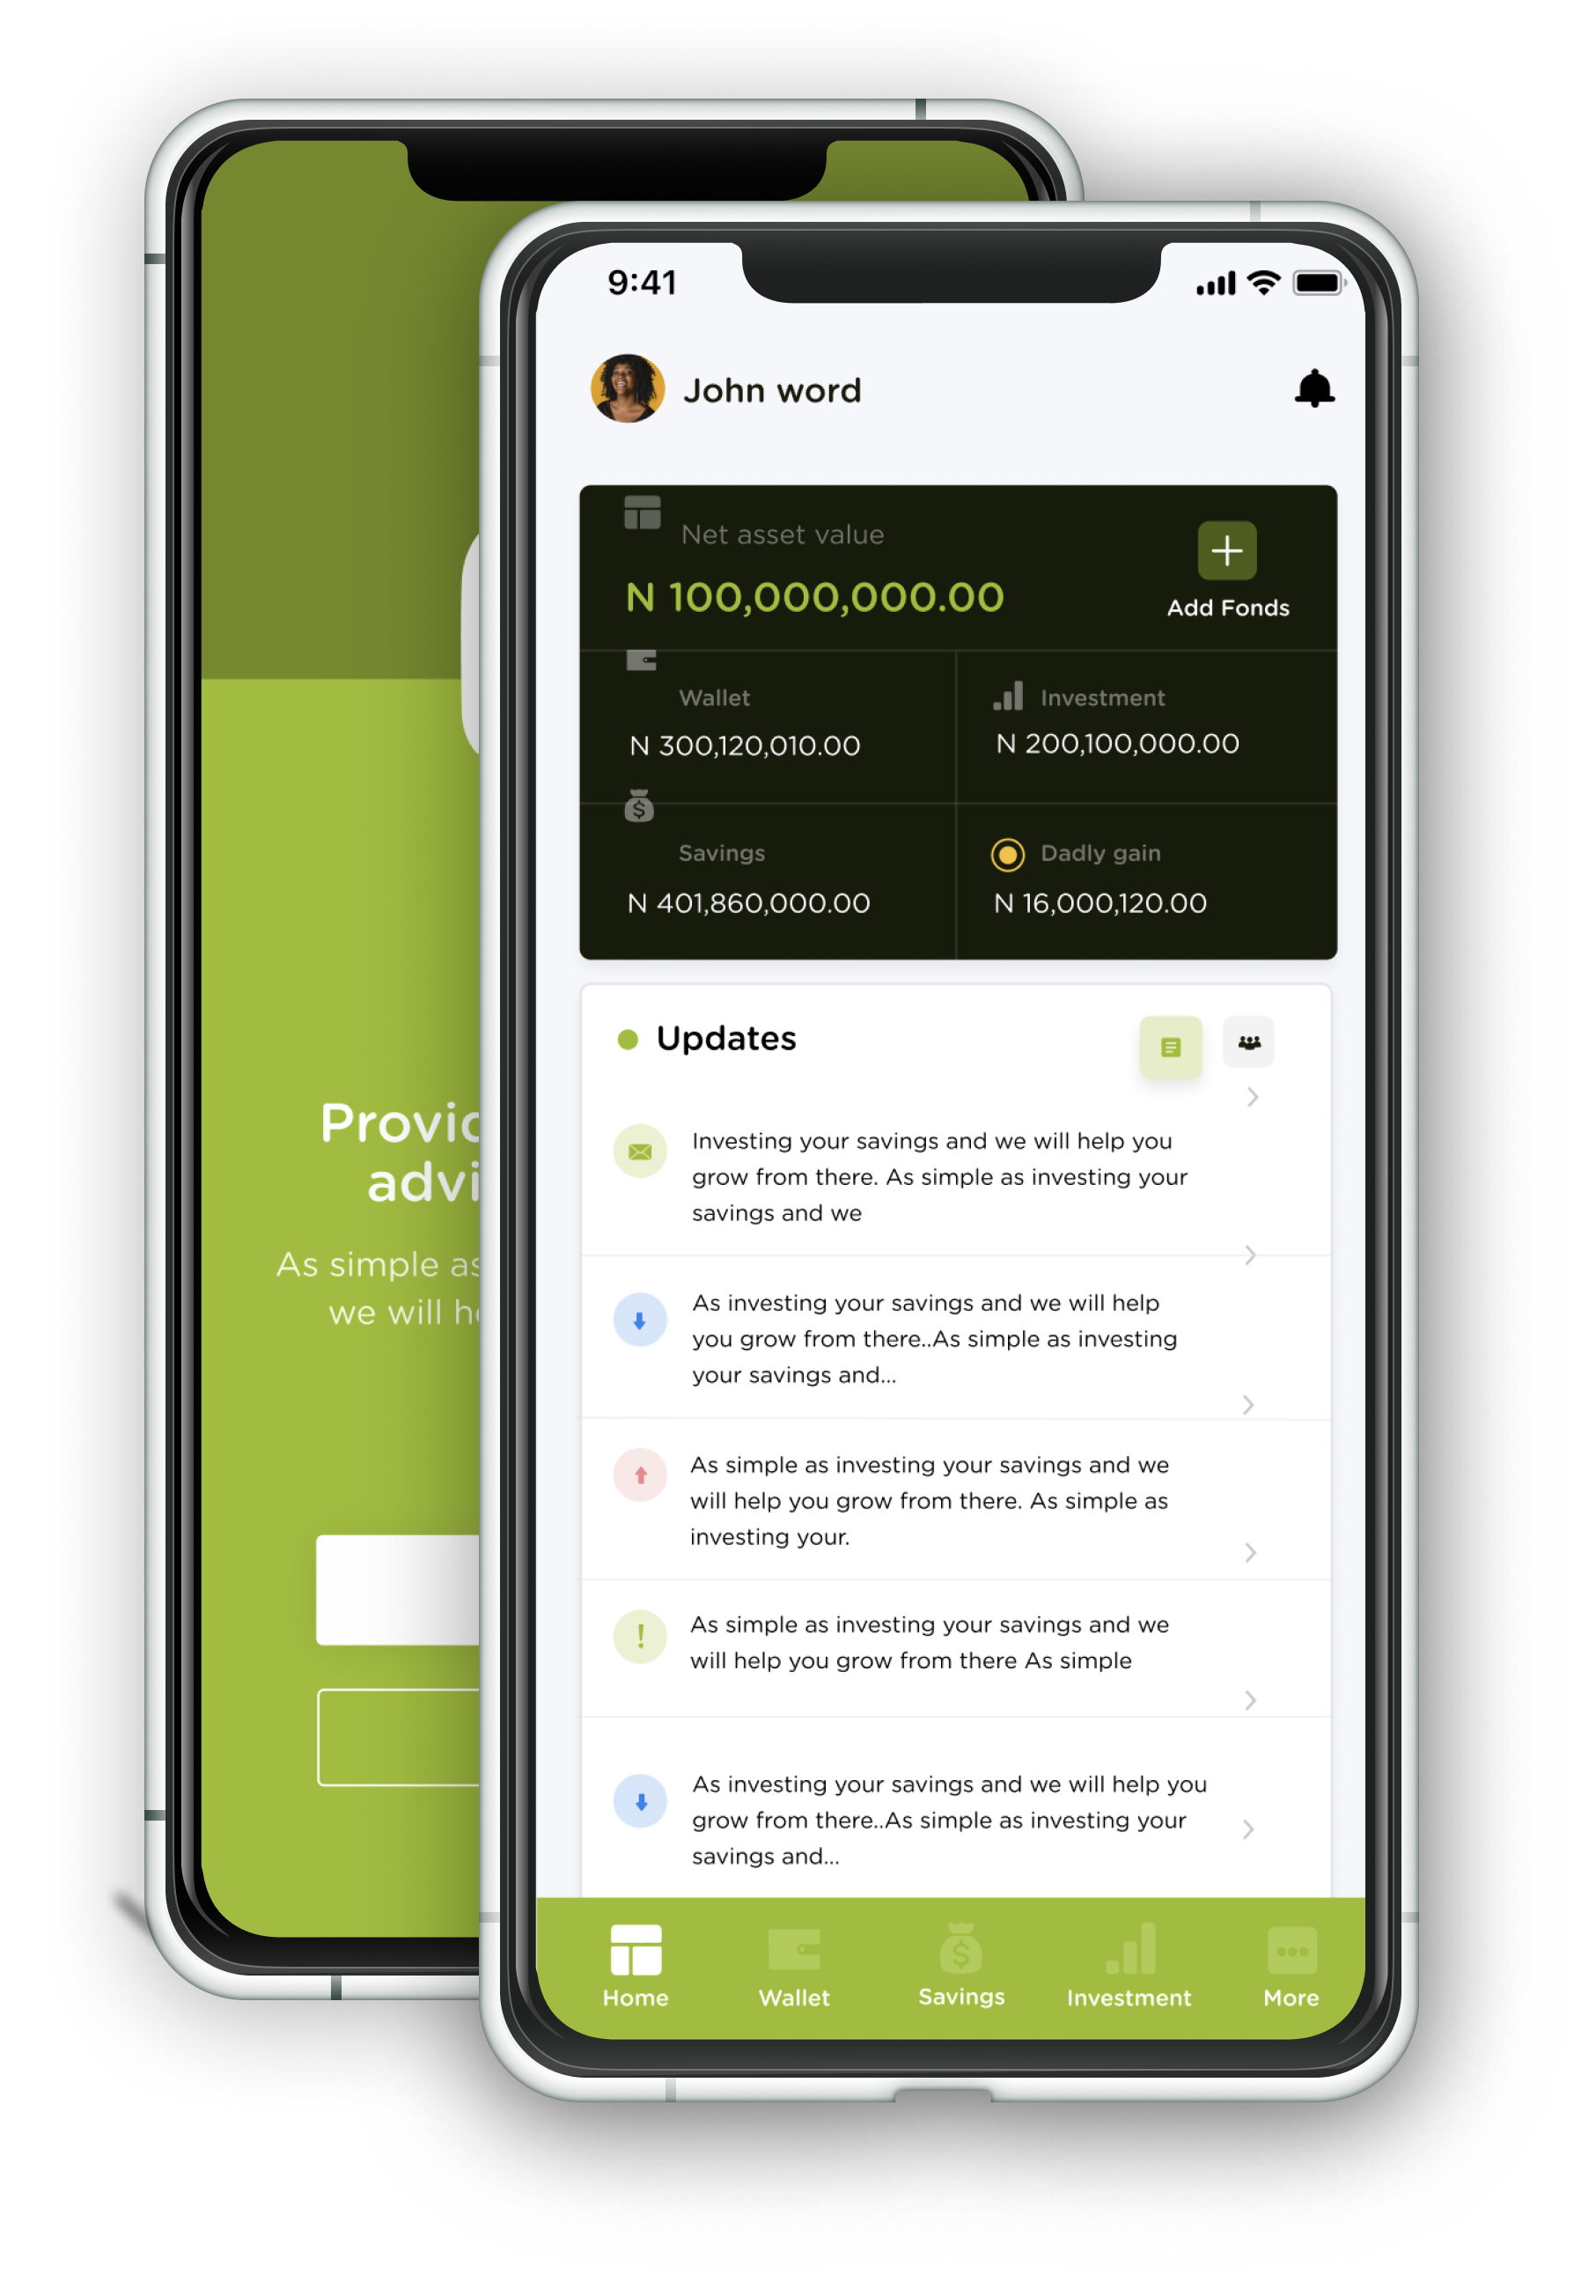 9:41
John word
Net asset value
N 100,000,000.00
Add Fonds
Wallet
N 300,120,010.00
Investment
N 200,100,000.00
Savings
N 401,860,000.00
Dadly gain
N 16,000,120.00
Updates
Investing your savings and we will help you
grow from there. As simple as investing your
savings and we
As investing your savings and we will help
you grow from there..As simple as investing
your savings and...
As simple as investing your savings and we
will help you grow from there. As simple as
investing your.
As simple as investing your savings and we
will help you grow from there As simple
As investing your savings and we will help you
grow from there..As simple as investing your
savings and...
Home
Wallet
Savings
Investment
More
As simple as
we will